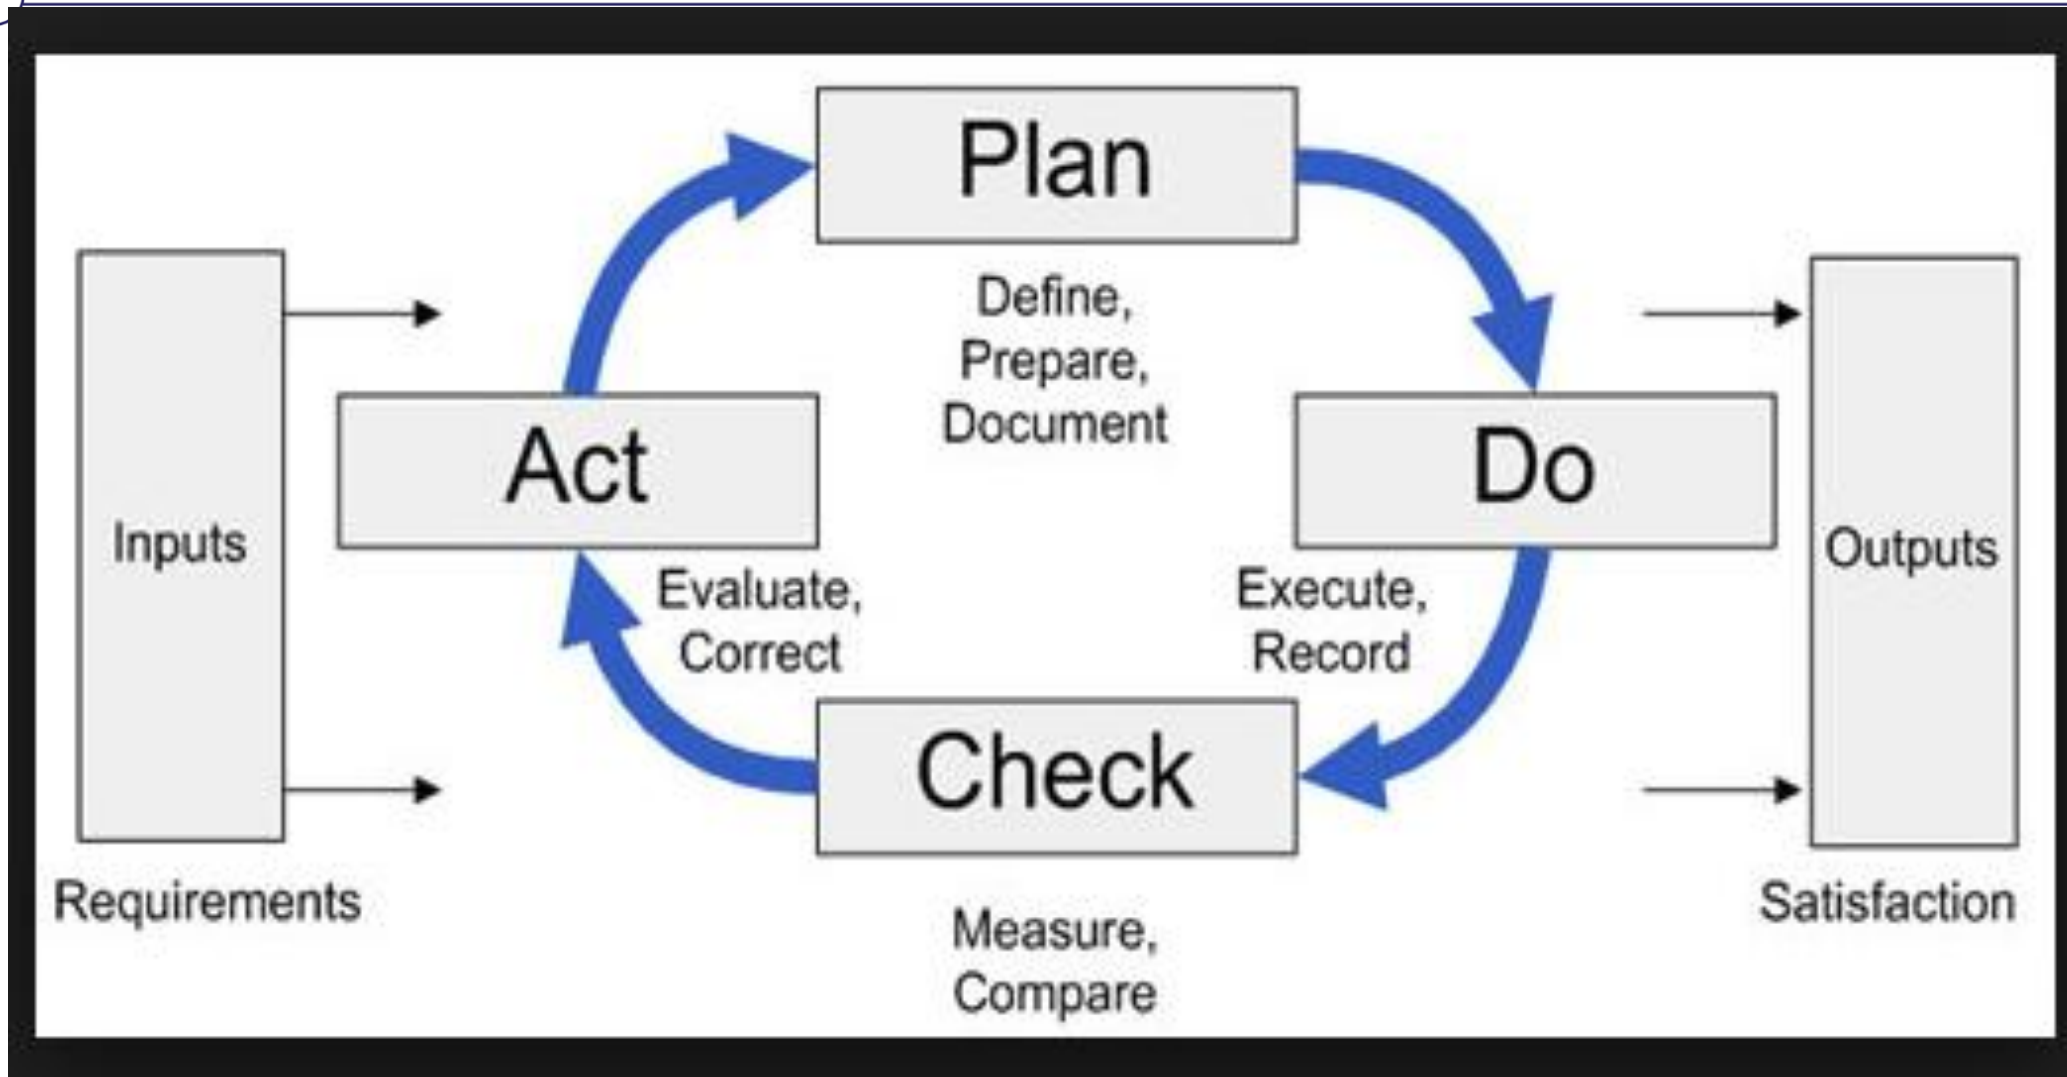 Plan
Define,
Prepare,
Document
Inputs
Act
Do
Outputs
Evaluate,
Correct
Execute,
Record
Check
Requirements
Satisfaction
Measure,
Compare